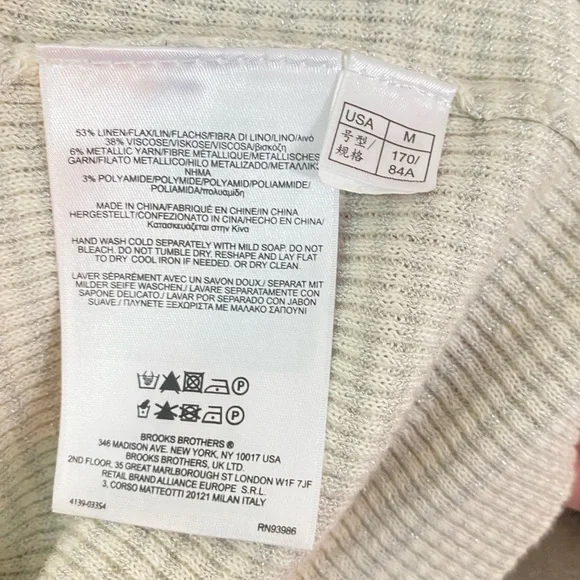 53% LINEN/FLAX/LIN/FLACHS/FIBRA DI LINO/LINO/λινό
38% VISCOSE/VISKOSE/VISCOSA/βισκόζη
6% METALLIC YARN/FIBRE MÉTALLIQUE/METALLISCHES
GARN/FILATO METALLICO/HILO METALIZADO/ΜΕΤΑΛΛΙΚΟ
ΝΗΜΑ
3% POLYAMIDE/POLYMIDE/POLYAMID/POLIAMMIDE/
POLIAMIDA/πολυαμίδη
MADE IN CHINA/FABRIQUÉ EN CHINE/IN CHINA
HERGESTELLT/CONFEZIONATO IN CINA/HECHO EN CHINA/
Κατασκευάζεται στην Κίνα
HAND WASH COLD SEPARATELY WITH MILD SOAP. DO NOT
BLEACH. DO NOT TUMBLE DRY. RESHAPE AND LAY FLAT
TO DRY COOL IRON IF NEEDED. OR DRY CLEAN.
LAVER SÉPARÉMENT AVEC UN SAVON DOUX./ SEPARAT MIT
MILDER SEIFE WASCHEN./ LAVARE SEPARATAMENTE CON
SAPONE DELICATO./ LAVAR POR SEPARADO CON JABÓN
SUAVE./ ΠΛΥΝΕΤΕ ΞΕΧΩΡΙΣΤΑ ΜΕ ΜΑΛΑΚΟ ΣΑΠΟΥΝΙ
P
P
BROOKS BROTHERS®
346 MADISON AVE. NEW YORK, NY 10017 USA
BROOKS BROTHERS, UK LTD.
2ND FLOOR, 35 GREAT MARLBOROUGH ST LONDON W1F 7JF
RETAIL BRAND ALLIANCE EUROPE S.R.L.
3, CORSO MATTEOTTI 20121 MILAN ITALY
4139-03354
RN93986
USA M
号型/ 170/
规格 84A